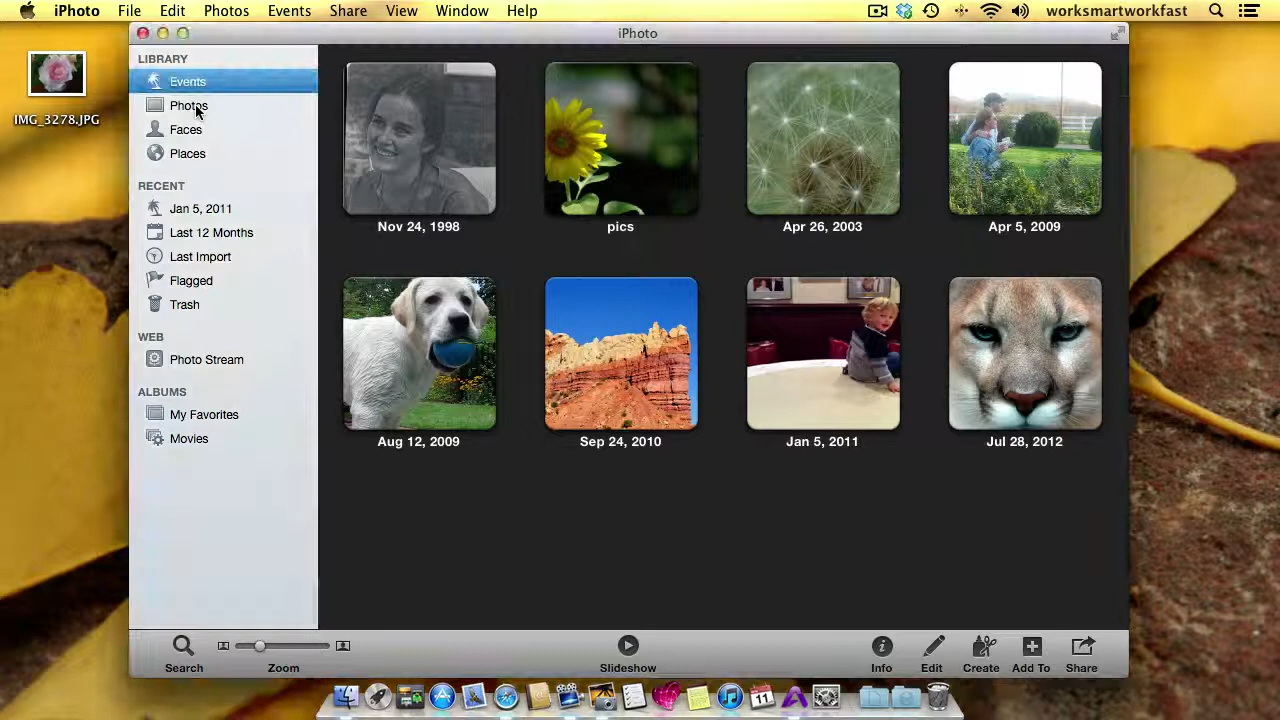 iPhoto File Edit Photos Events Share View Window Help worksmartworkfast
iPhoto
IMG_3278.JPG
LIBRARY
Events
Photos
Faces
Places
RECENT
Jan 5, 2011
Last 12 Months
Last Import
Flagged
Trash
WEB
Photo Stream
ALBUMS
My Favorites
Movies
Nov 24, 1998 pics Apr 26, 2003 Apr 5, 2009
Aug 12, 2009 Sep 24, 2010 Jan 5, 2011 Jul 28, 2012
Search Zoom Slideshow Info Edit Create Add To Share
11